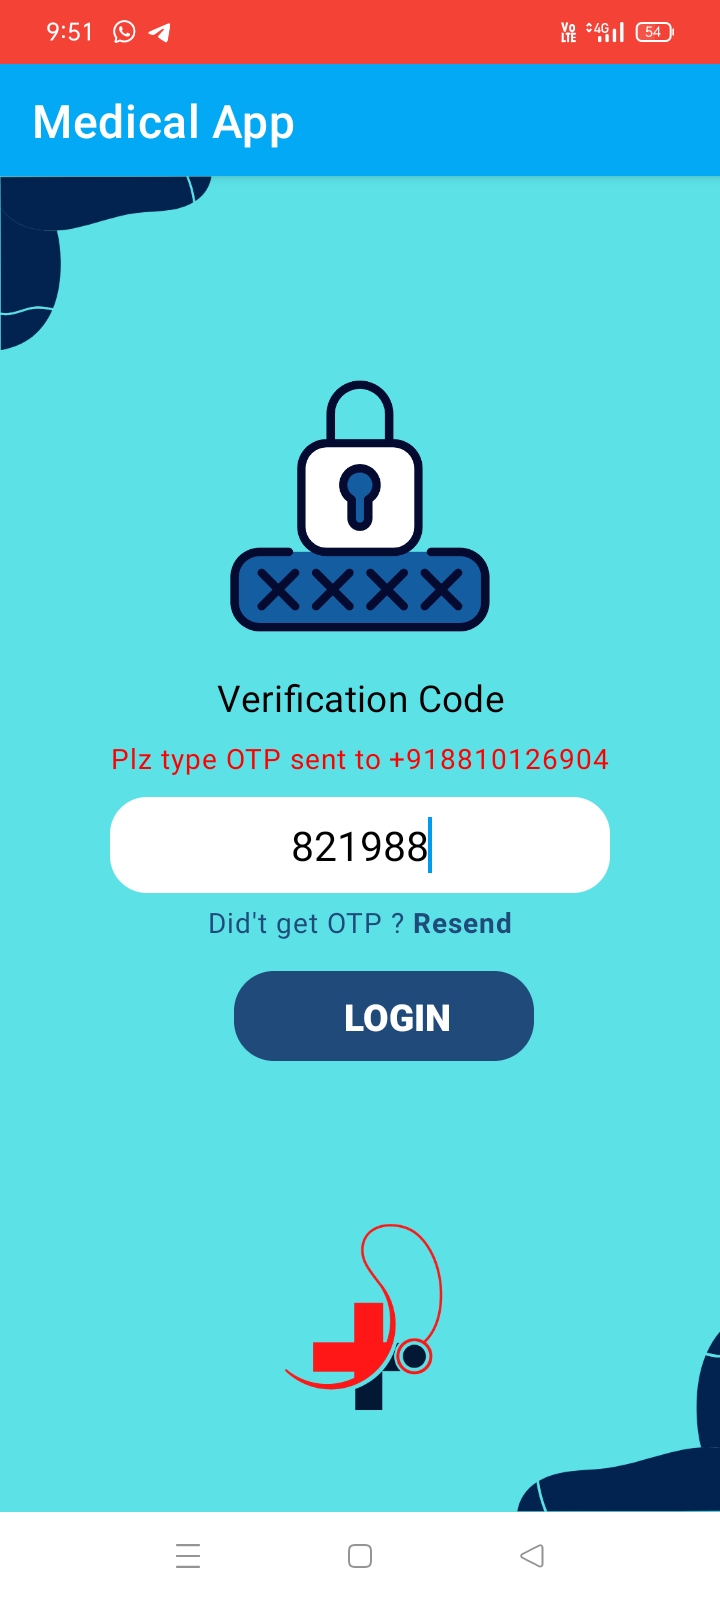 9:51 Vo LTE 4G 54
Medical App
Verification Code
Plz type OTP sent to +918810126904
821988
Did't get OTP ? Resend
LOGIN